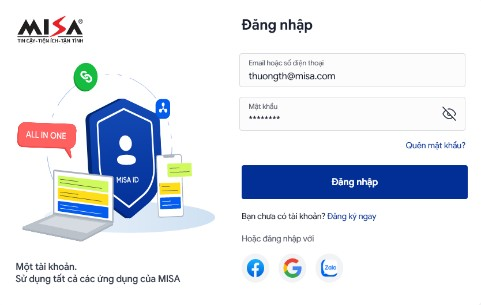 MISA
TIN CẬY-TIỆN ÍCH-TẬN TÌNH
ALL IN ONE
MISA ID
Một tài khoản.
Sử dụng tất cả các ứng dụng của MISA
Đăng nhập
Email hoặc số điện thoại
thuongth@misa.com
Mật khẩu
********
Quên mật khẩu?
Đăng nhập
Bạn chưa có tài khoản? Đăng ký ngay
Hoặc đăng nhập với
Zalo